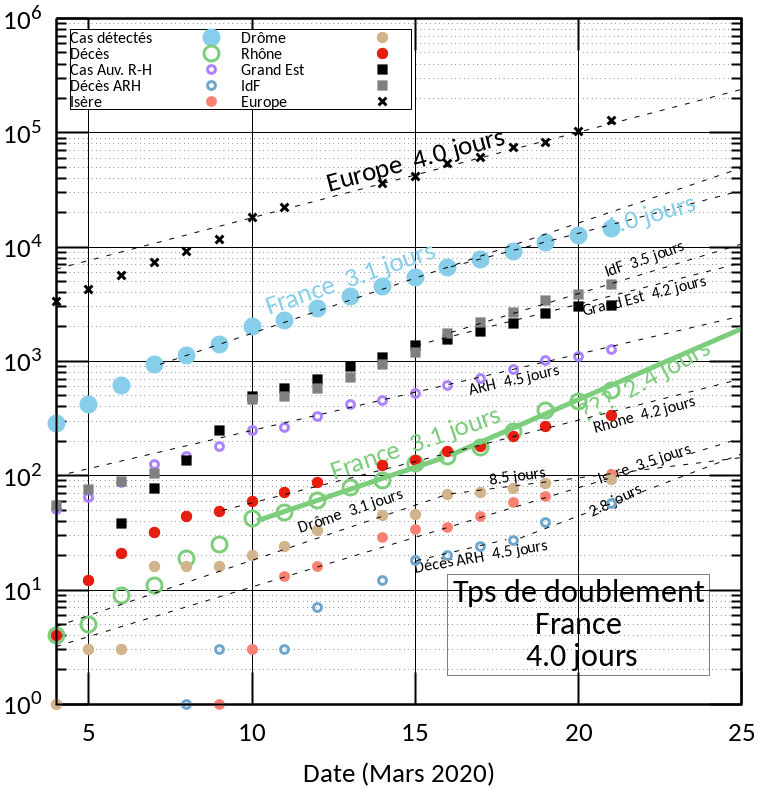 10⁶
Cas détectés
Drôme
Décès
Rhône
Cas Auv. R-H
Grand Est
Décès ARH
IdF
Isère
Europe
10⁵
Europe 4.0 jours
4.0 jours
10⁴
France 3.1 jours
IdF 3.5 jours
Grand Est 4.2 jours
10³
ARH 4.5 jours
??? 2.4 jours
Rhône 4.2 jours
France 3.1 jours
10²
8.5 jours
Isère 3.5 jours
Drôme 3.1 jours
2.8 jours
Décès ARH 4.5 jours
10¹
Tps de doublement
France
4.0 jours
10⁰
5 10 15 20 25
Date (Mars 2020)